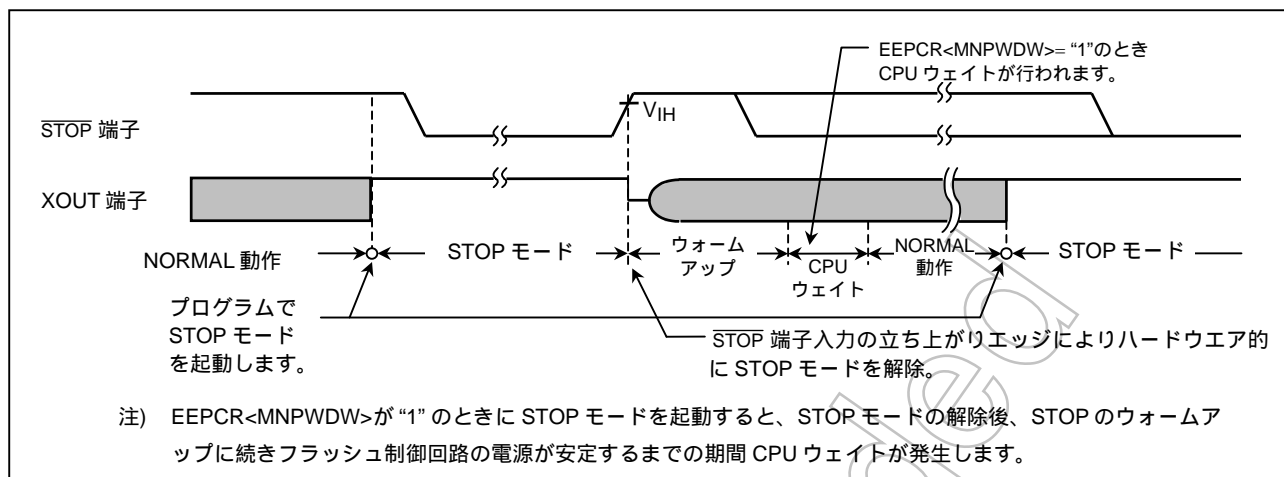 EEPCR<MNPWDW>= “1”のとき
CPU ウェイトが行われます。
VIH
STOP 端子
XOUT 端子
NORMAL 動作
STOP モード
ウォーム
アップ
CPU
ウェイト
NORMAL
動作
STOP モード
プログラムで
STOP モード
を起動します。
STOP 端子入力の立ち上がりエッジによりハードウエア的
に STOP モードを解除。
注) EEPCR<MNPWDW>が “1” のときに STOP モードを起動すると、STOP モードの解除後、STOP のウォームア
ップに続きフラッシュ制御回路の電源が安定するまでの期間 CPU ウェイトが発生します。